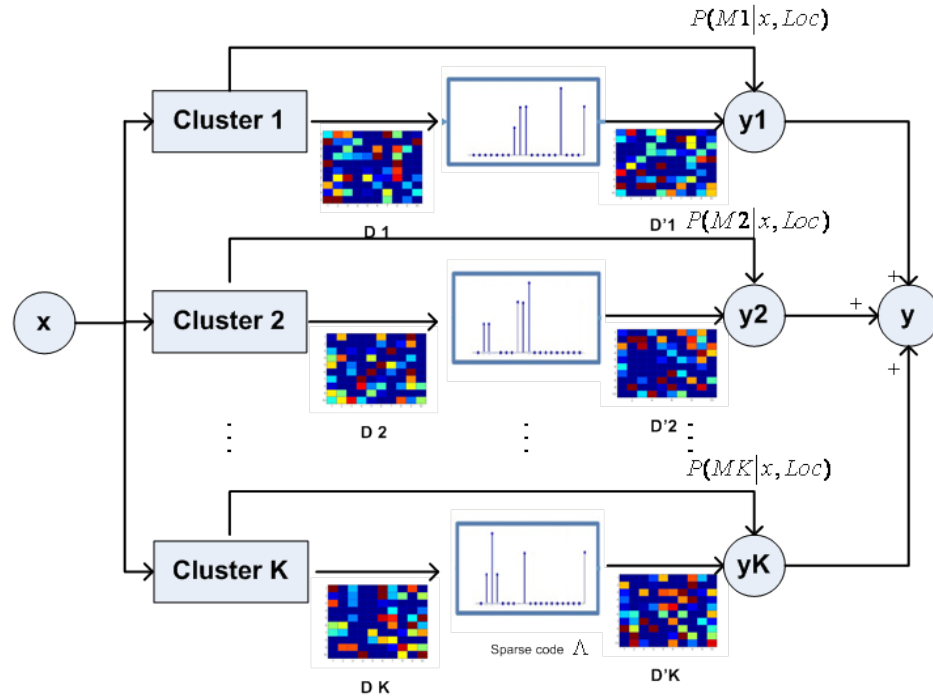 P(M1|x, Loc)
Cluster 1
y1
D 1
D'1
P(M2|x, Loc)
x
Cluster 2
y2
+
+
y
+
D 2
D'2
P(MK|x, Loc)
Cluster K
yK
Sparse code Λ
D K
D'K